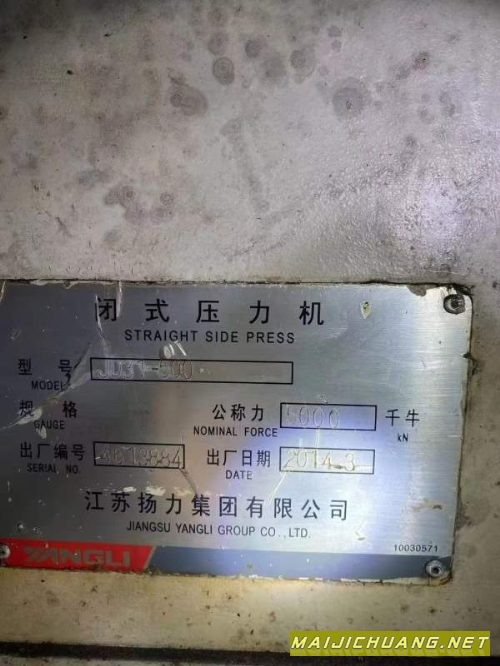 闭式压力机
STRAIGHT SIDE PRESS
型号
MODEL
规格
GAUGE
公称力 千牛
NOMINAL FORCE kN
出厂编号 出厂日期 2014.3
SERIAL NO. DATE
江苏扬力集团有限公司
JIANGSU YANGLI GROUP CO.,LTD.
YANGLI
10030571
MAIJICHUANG.NET